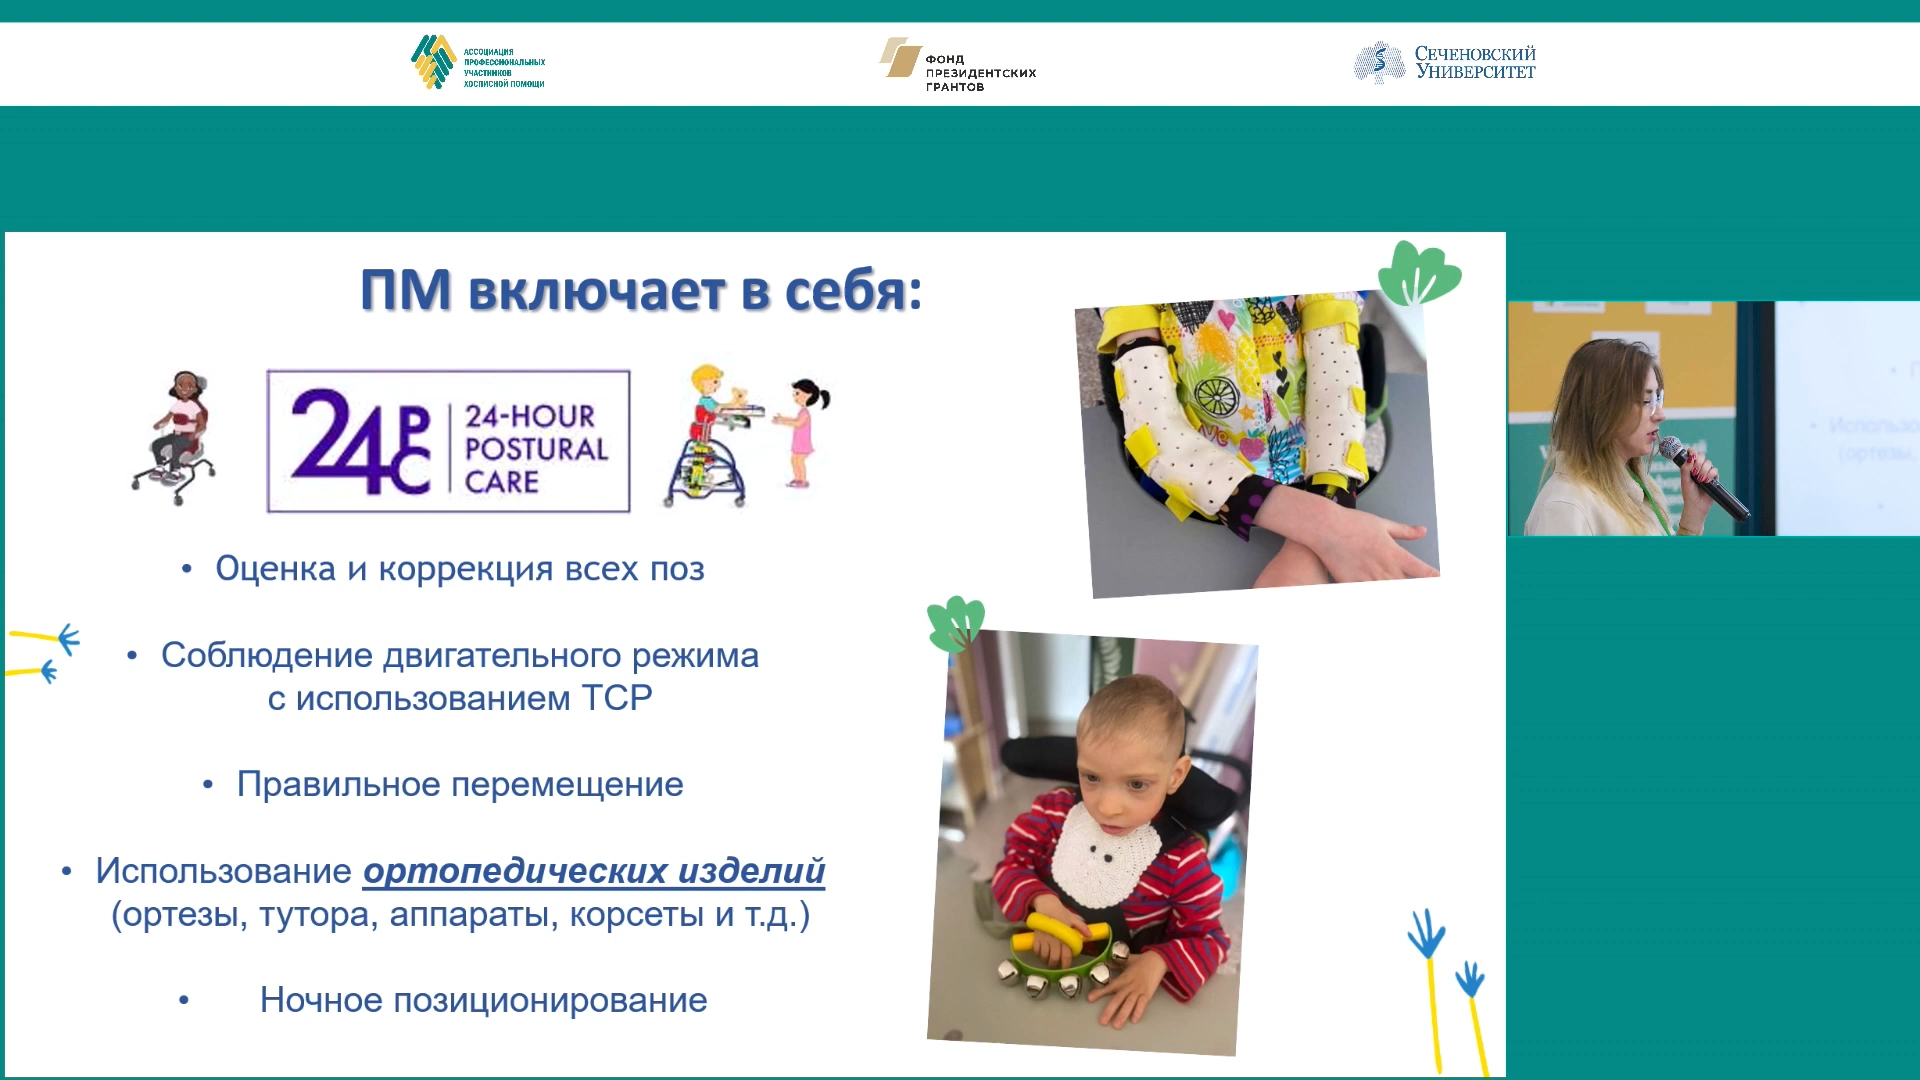 АССОЦИАЦИЯ
ПРОФЕССИОНАЛЬНЫХ
УЧАСТНИКОВ
ХОСПИСНОЙ ПОМОЩИ
ФОНД
ПРЕЗИДЕНТСКИХ
ГРАНТОВ
СЕЧЕНОВСКИЙ
УНИВЕРСИТЕТ
ПМ включает в себя:
24PC
24-HOUR
POSTURAL
CARE
• Оценка и коррекция всех поз
• Соблюдение двигательного режима
с использованием ТСР
• Правильное перемещение
• Использование ортопедических изделий
(ортезы, тутора, аппараты, корсеты и т.д.)
• Ночное позиционирование